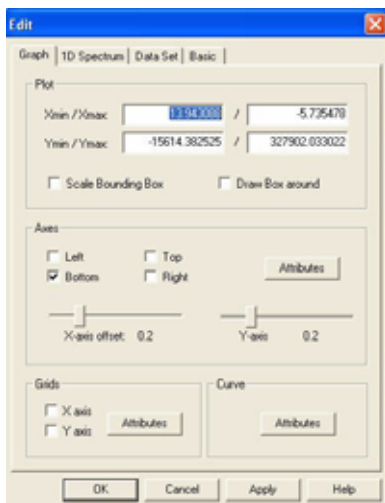 Edit
Graph 1D Spectrum Data Set Basic
Plot
Xmin / Xmax: 13.943088 / -5.735478
Ymin / Ymax: -15614.382525 / 327902.033022
Scale Bounding Box Draw Box around
Axes
Left Top
Bottom Right Attributes
X-axis offset: 0.2 Y-axis 0.2
Grids Curve
X axis
Y axis Attributes Attributes
OK Cancel Apply Help